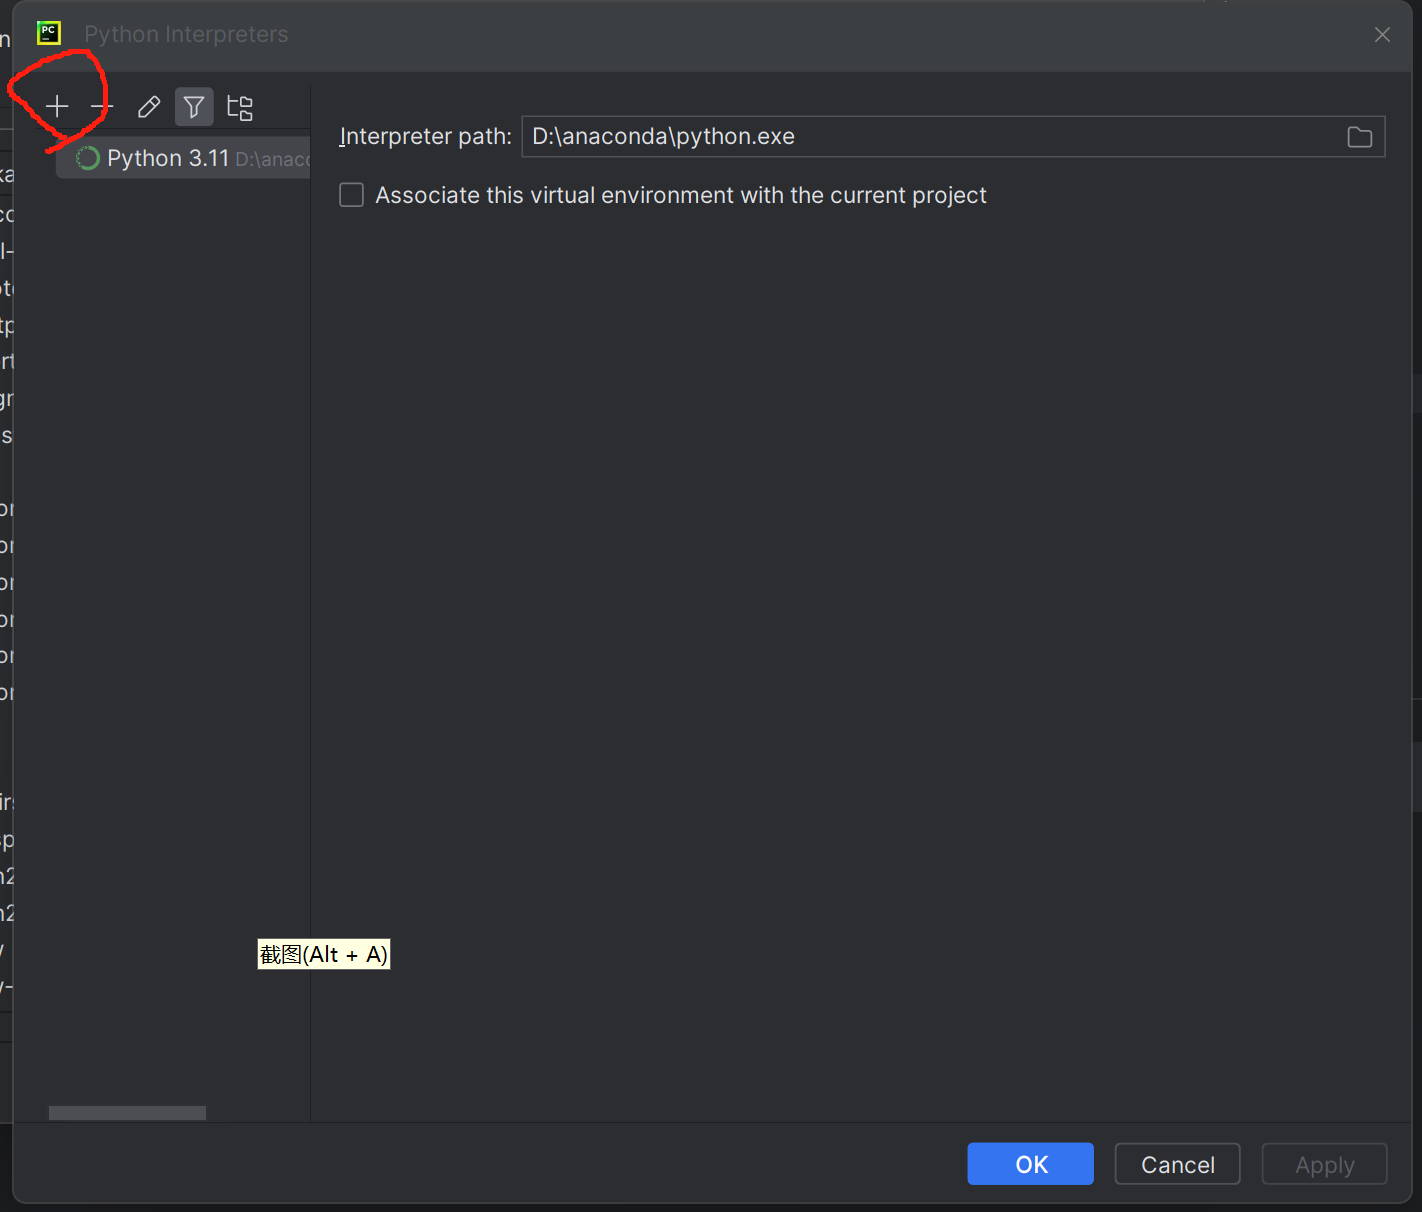 PC
Python Interpreters
Interpreter path: D:\anaconda\python.exe
Python 3.11 D:\anaco
Associate this virtual environment with the current project
截图(Alt + A)
OK Cancel Apply